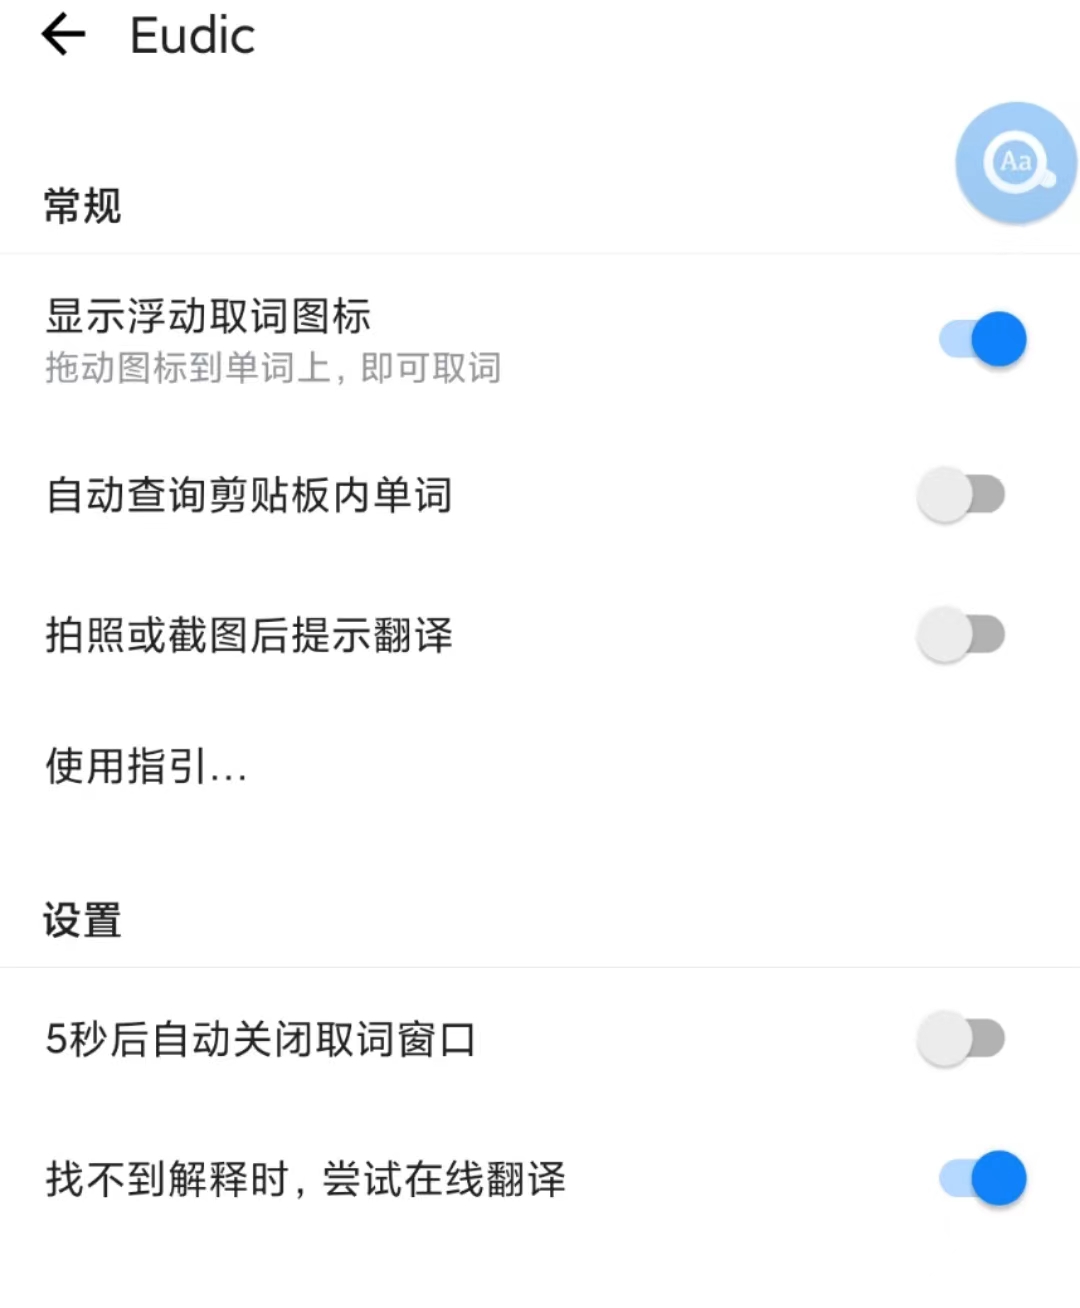 Eudic
Aa
常规
显示浮动取词图标
拖动图标到单词上，即可取词
自动查询剪贴板内单词
拍照或截图后提示翻译
使用指引...
设置
5秒后自动关闭取词窗口
找不到解释时，尝试在线翻译